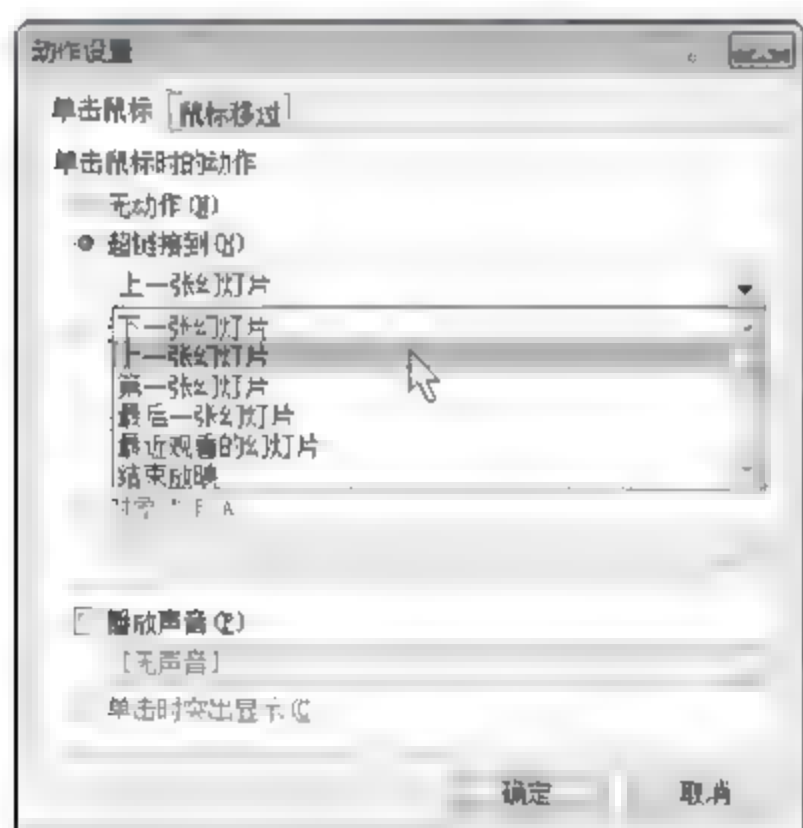 动作设置
单击鼠标 鼠标移过
单击鼠标时的动作
无动作(N)
超链接到(H)
上一张幻灯片
下一张幻灯片
上一张幻灯片
第一张幻灯片
最后一张幻灯片
最近观看的幻灯片
结束放映
播放声音(P)
[无声音]
单击时突出显示(C
确定 取消